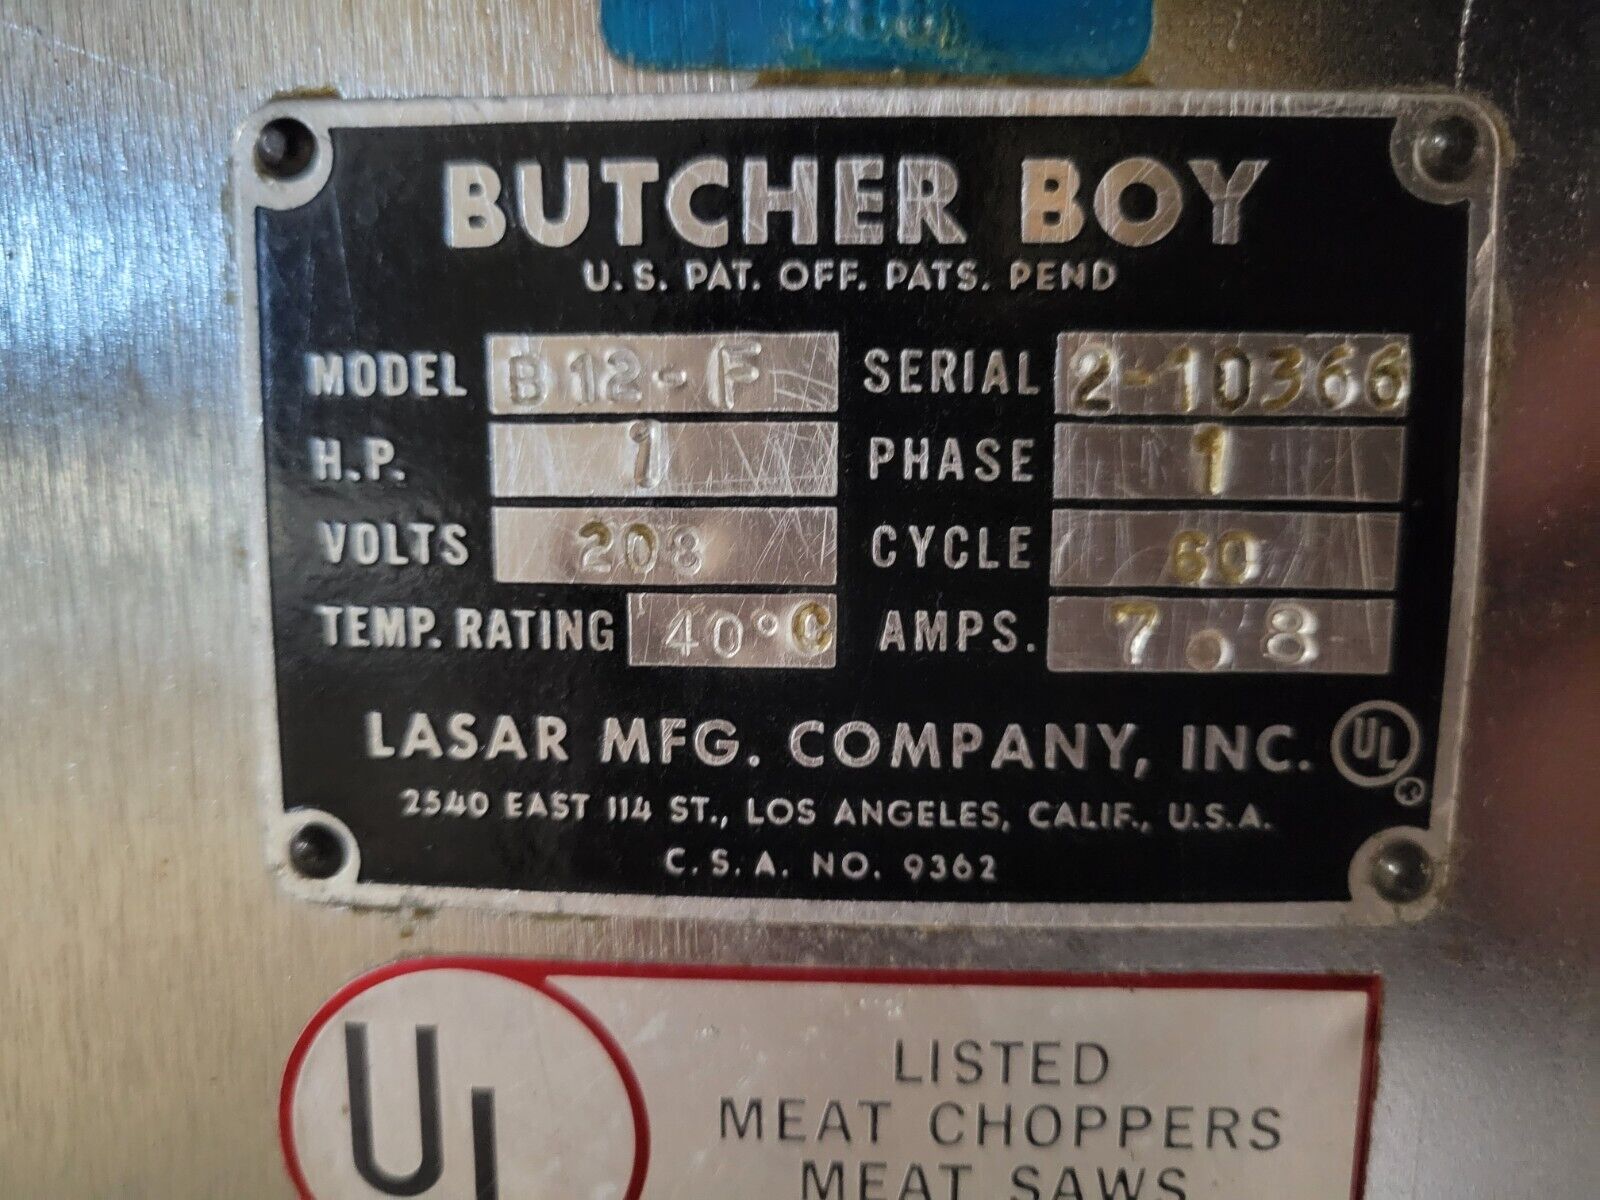 BUTCHER BOY
U.S. PAT. OFF. PATS. PEND
MODEL B12-F SERIAL 2-10366
H.P. 1 PHASE 1
VOLTS 208 CYCLE 60
TEMP. RATING 40°C AMPS. 7.8
LASAR MFG. COMPANY, INC. UL
2540 EAST 114 ST., LOS ANGELES, CALIF., U.S.A.
C.S.A. NO. 9362
UL
LISTED
MEAT CHOPPERS
MEAT SAWS